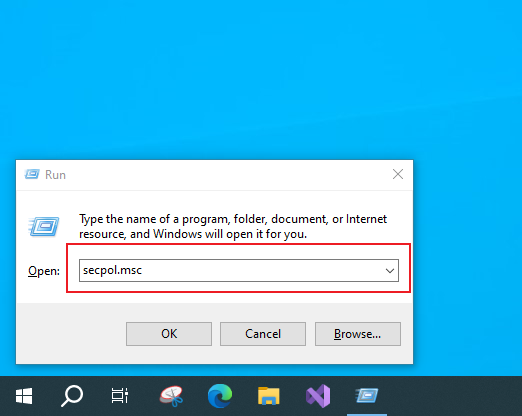 Run
Type the name of a program, folder, document, or Internet
resource, and Windows will open it for you.
Open: secpol.msc
OK Cancel Browse...